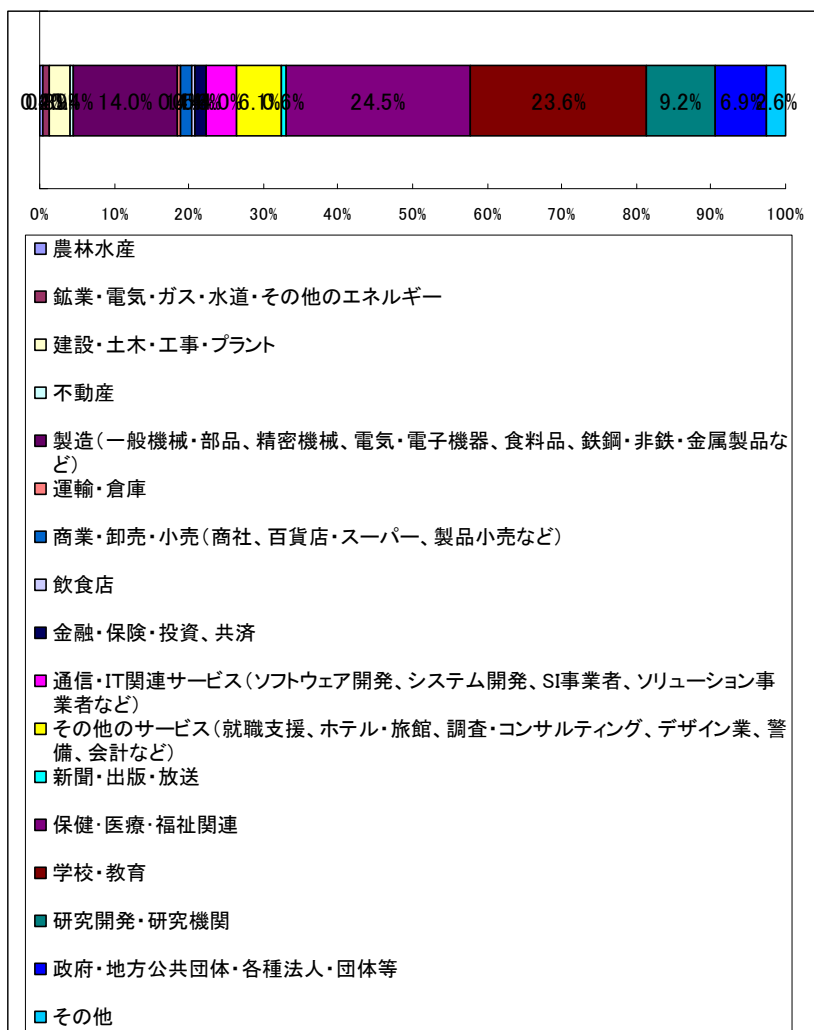 14.0%
6.1%
24.5%
23.6%
9.2%
6.9%
2.6%
0% 10% 20% 30% 40% 50% 60% 70% 80% 90% 100%
農林水産
鉱業・電気・ガス・水道・その他のエネルギー
建設・土木・工事・プラント
不動産
製造(一般機械・部品、精密機械、電気・電子機器、食料品、鉄鋼・非鉄・金属製品な
ど)
運輸・倉庫
商業・卸売・小売(商社、百貨店・スーパー、製品小売など)
飲食店
金融・保険・投資、共済
通信・IT関連サービス(ソフトウェア開発、システム開発、SI事業者、ソリューション事
業者など)
その他のサービス(就職支援、ホテル・旅館、調査・コンサルティング、デザイン業、警
備、会計など)
新聞・出版・放送
保健・医療・福祉関連
学校・教育
研究開発・研究機関
政府・地方公共団体・各種法人・団体等
その他